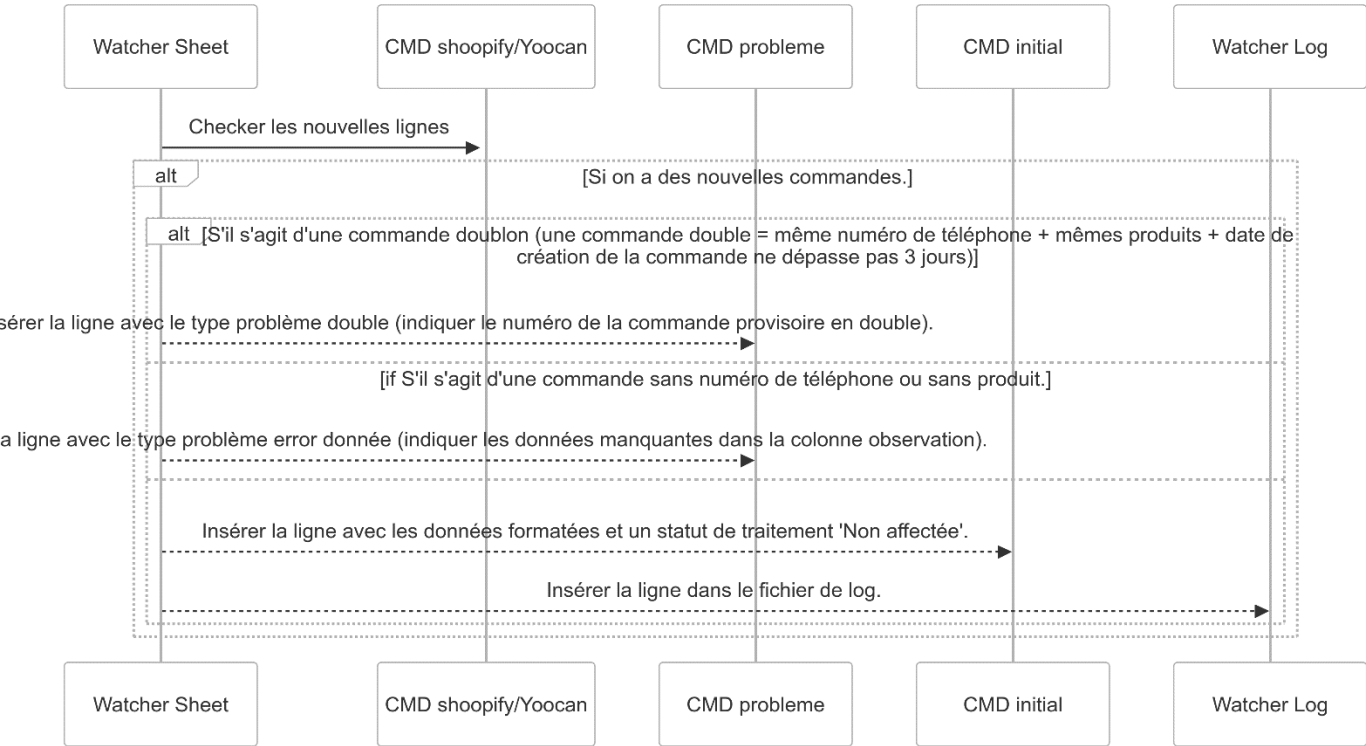 Watcher Sheet
CMD shoopify/Yoocan
CMD probleme
CMD initial
Watcher Log
Checker les nouvelles lignes
alt
[Si on a des nouvelles commandes.]
alt
[S'il s'agit d'une commande doublon (une commande double = même numéro de téléphone + mêmes produits + date de
création de la commande ne dépasse pas 3 jours)]
sérer la ligne avec le type problème double (indiquer le numéro de la commande provisoire en double).
[if S'il s'agit d'une commande sans numéro de téléphone ou sans produit.]
a ligne avec le type problème error donnée (indiquer les données manquantes dans la colonne observation).
Insérer la ligne avec les données formatées et un statut de traitement 'Non affectée'.
Insérer la ligne dans le fichier de log.
Watcher Sheet
CMD shoopify/Yoocan
CMD probleme
CMD initial
Watcher Log